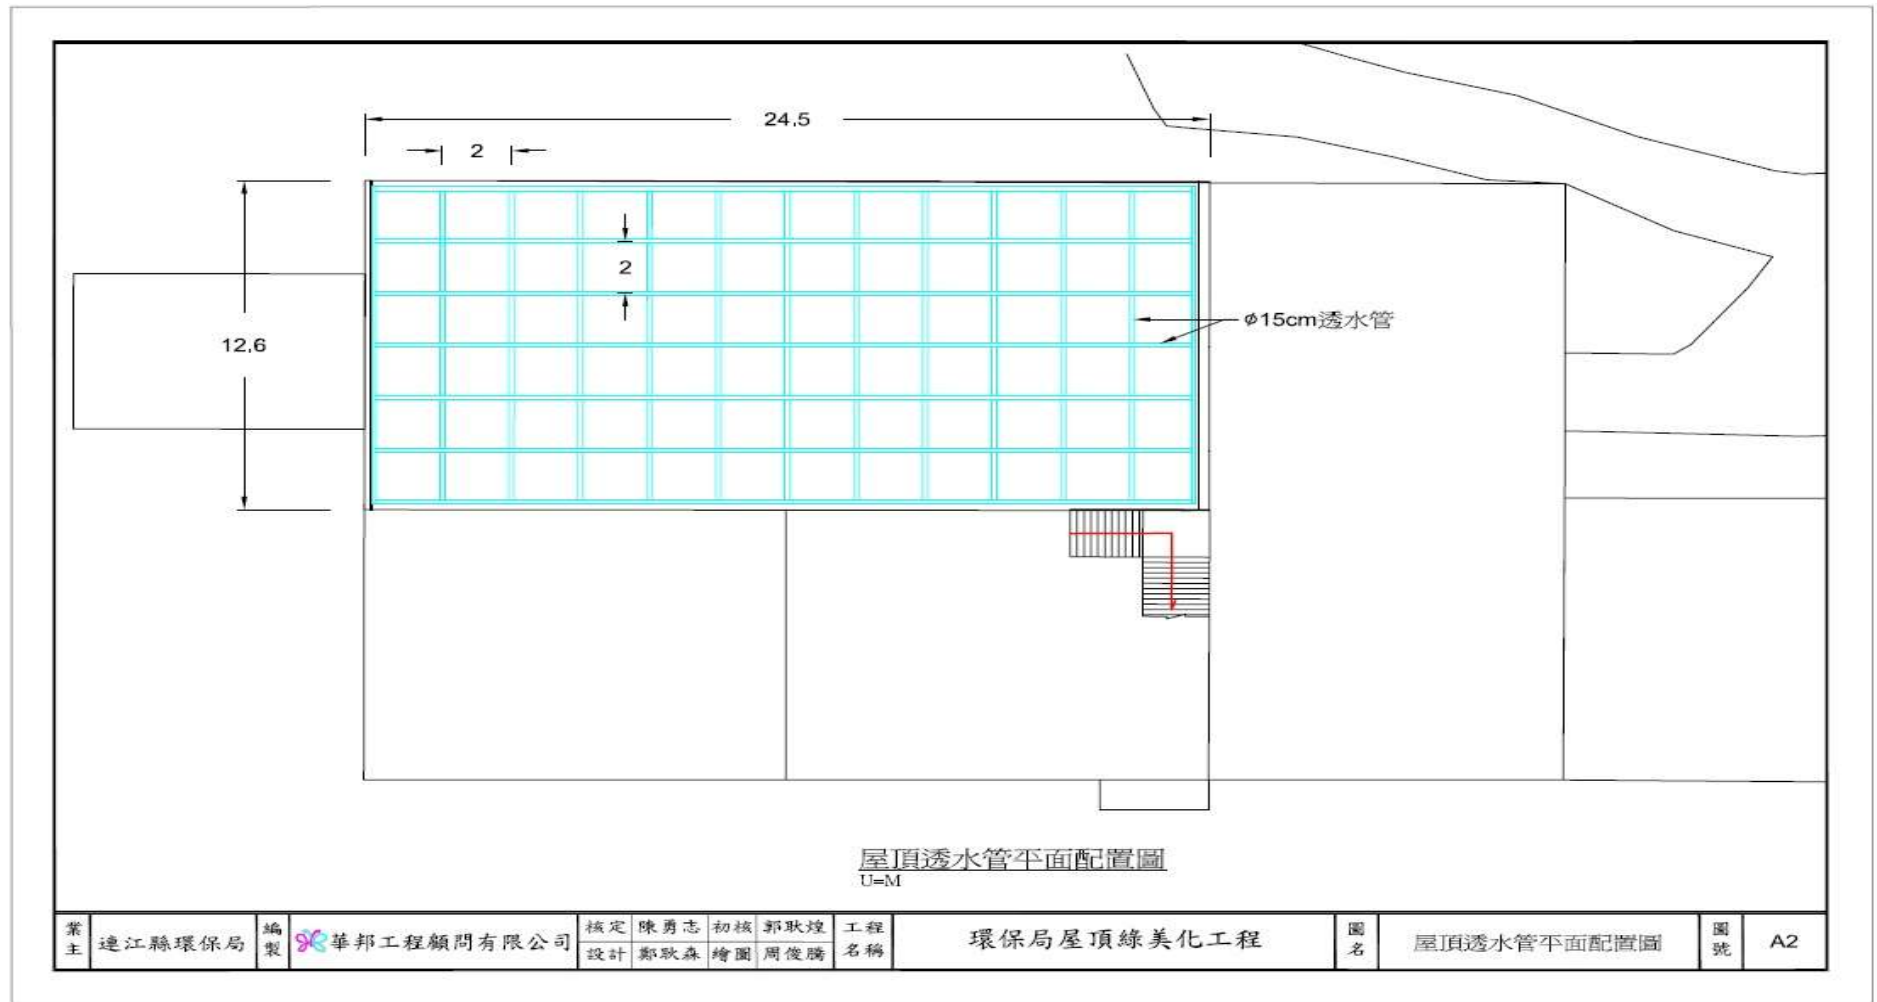 24.5
2
2
12.6
φ15cm透水管
屋頂透水管平面配置圖
U=M
業主
連江縣環保局
編製
華邦工程顧問有限公司
核定 陳勇志 初核 郭耿煌
設計 鄭耿森 繪圖 周俊騰
工程名稱
環保局屋頂綠美化工程
圖名
屋頂透水管平面配置圖
圖號
A2